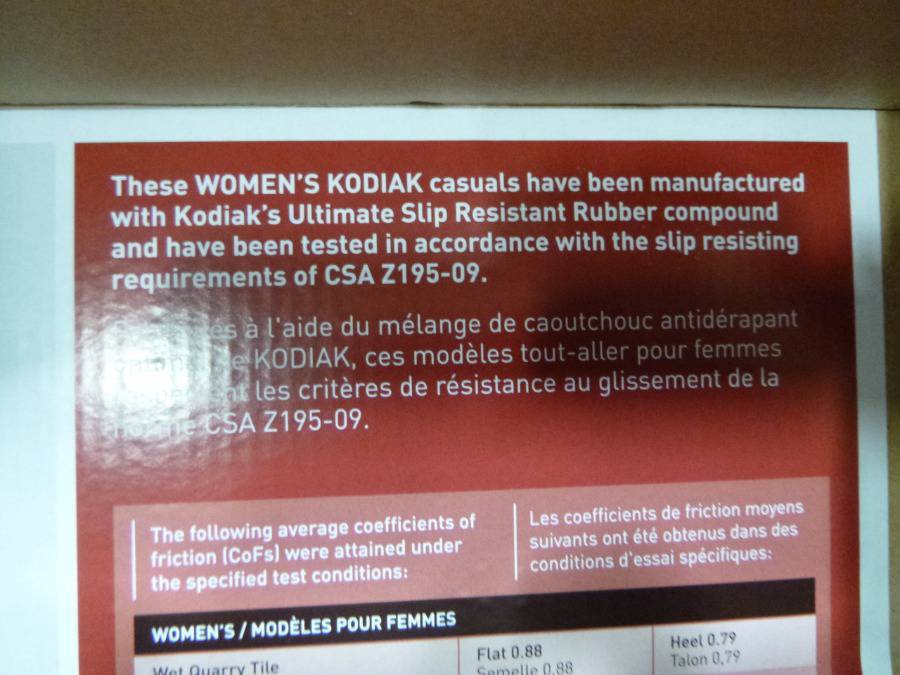 These WOMEN'S KODIAK casuals have been manufactured
with Kodiak's Ultimate Slip Resistant Rubber compound
and have been tested in accordance with the slip resisting
requirements of CSA Z195-09.
à l'aide du mélange de caoutchouc antidérapant
KODIAK, ces modèles tout-aller pour femmes
les critères de résistance au glissement de la
norme CSA Z195-09.
The following average coefficients of
friction (CoFs) were attained under
the specified test conditions:
Les coefficients de friction moyens
suivants ont été obtenus dans des
conditions d'essai spécifiques:
WOMEN'S / MODÈLES POUR FEMMES
Wet Quarry Tile
Flat 0.88
Semelle 0,88
Heel 0.79
Talon 0,79